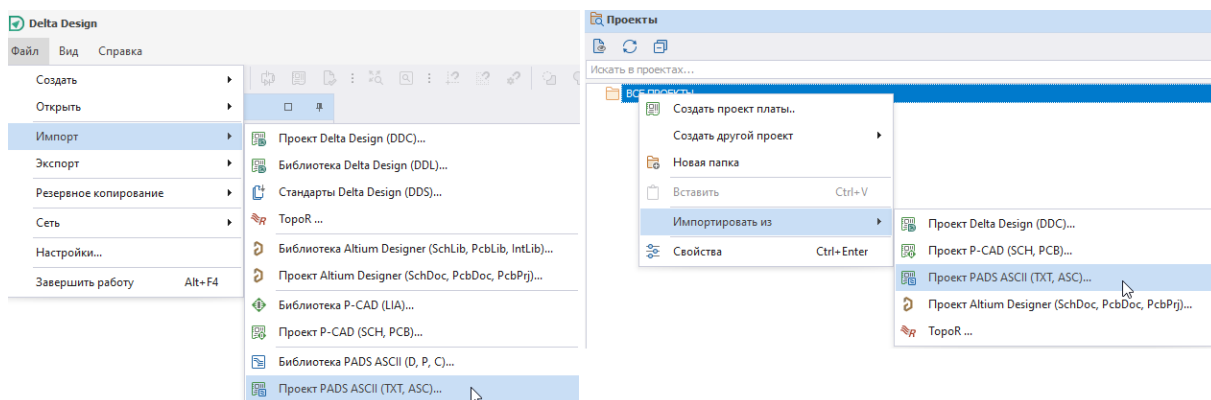 Delta Design
Файл Вид Справка
Создать
Открыть
Импорт
Экспорт
Резервное копирование
Сеть
Настройки...
Завершить работу Alt+F4
Проект Delta Design (DDC)...
Библиотека Delta Design (DDL)...
Стандарты Delta Design (DDS)...
TopoR ...
Библиотека Altium Designer (SchLib, PcbLib, IntLib)...
Проект Altium Designer (SchDoc, PcbDoc, PcbPrj)...
Библиотека P-CAD (LIA)...
Проект P-CAD (SCH, PCB)...
Библиотека PADS ASCII (D, P, C)...
Проект PADS ASCII (TXT, ASC)...
Проекты
Искать в проектах...
ВСЕ ПРОЕКТЫ
Создать проект платы..
Создать другой проект
Новая папка
Вставить Ctrl+V
Импортировать из
Свойства Ctrl+Enter
Проект Delta Design (DDC)...
Проект P-CAD (SCH, PCB)...
Проект PADS ASCII (TXT, ASC)...
Проект Altium Designer (SchDoc, PcbDoc, PcbPrj)...
TopoR ...